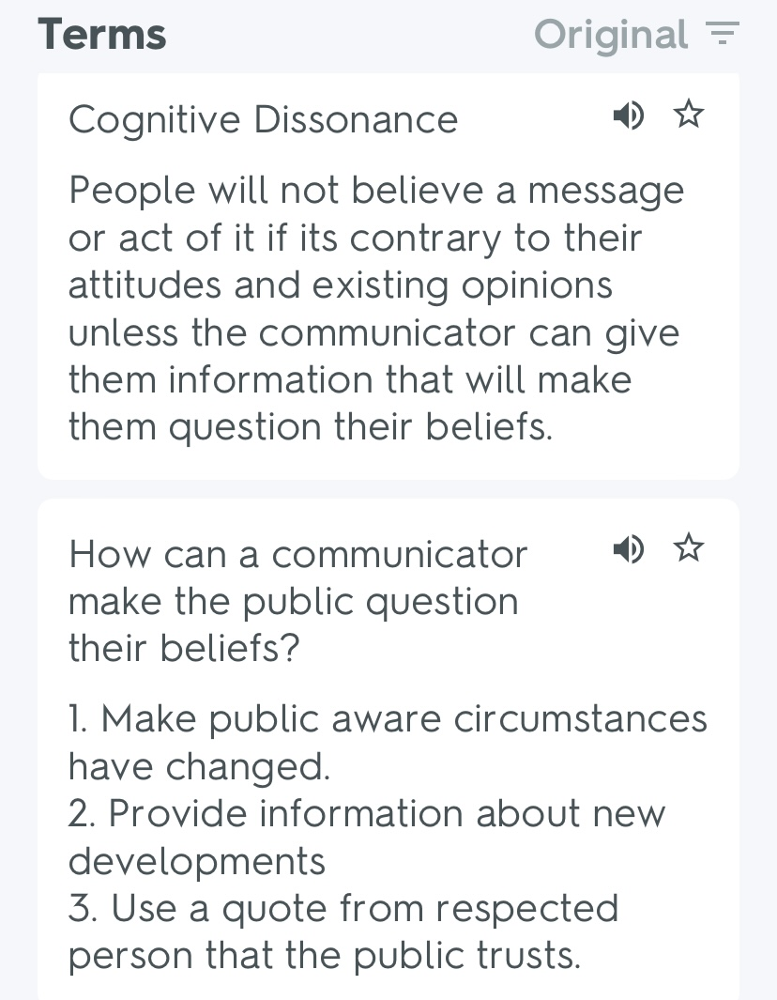 Terms
Original
Cognitive Dissonance
People will not believe a message
or act of it if its contrary to their
attitudes and existing opinions
unless the communicator can give
them information that will make
them question their beliefs.
How can a communicator
make the public question
their beliefs?
1. Make public aware circumstances
have changed.
2. Provide information about new
developments
3. Use a quote from respected
person that the public trusts.